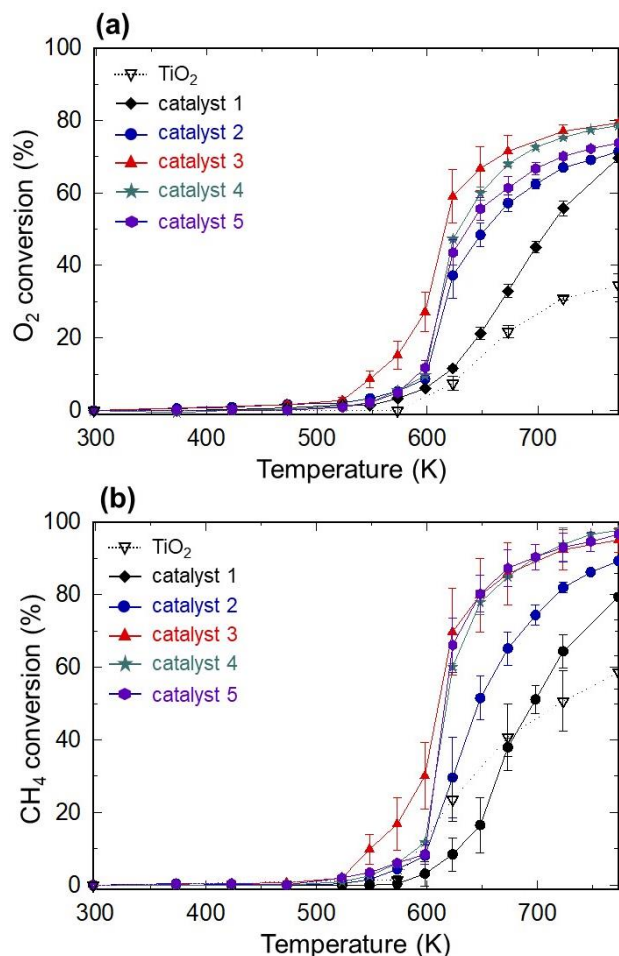 (a)
100
80
60
40
20
0
O₂ conversion (%)
TiO₂
catalyst 1
catalyst 2
catalyst 3
catalyst 4
catalyst 5
300 400 500 600 700
Temperature (K)
(b)
100
80
60
40
20
0
CH₄ conversion (%)
TiO₂
catalyst 1
catalyst 2
catalyst 3
catalyst 4
catalyst 5
300 400 500 600 700
Temperature (K)